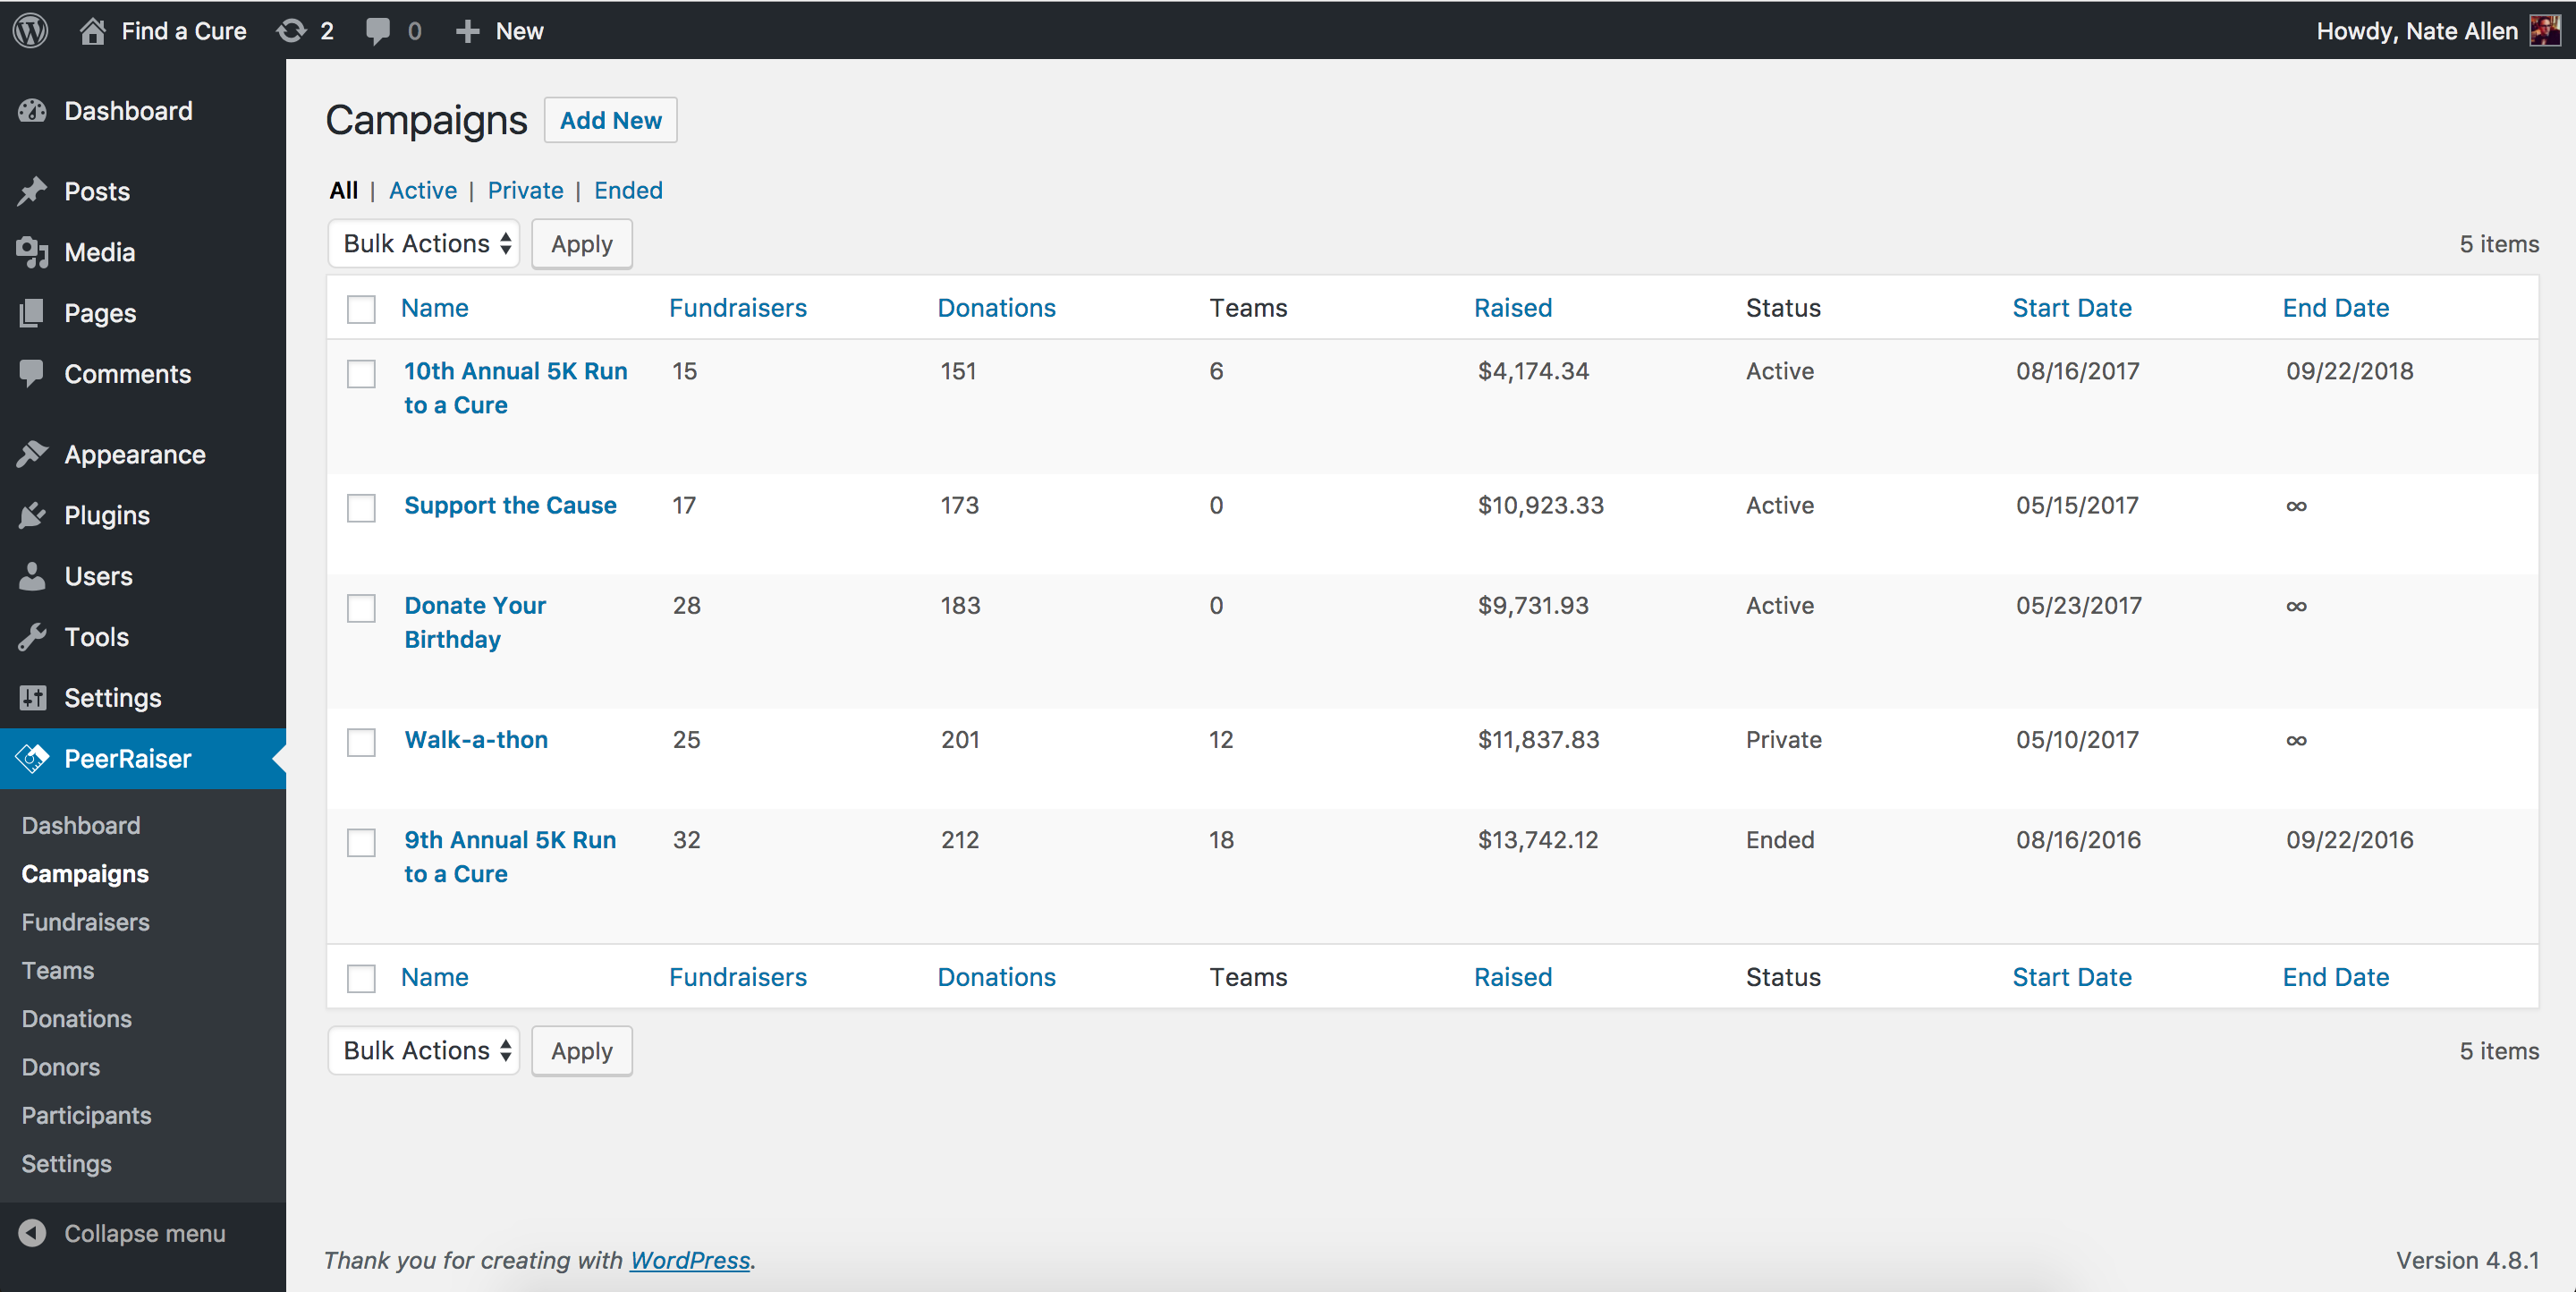 Find a Cure 2 0 New Howdy, Nate Allen
Dashboard
Posts
Media
Pages
Comments
Appearance
Plugins
Users
Tools
Settings
PeerRaiser
Dashboard
Campaigns
Fundraisers
Teams
Donations
Donors
Participants
Settings
Collapse menu
Campaigns Add New
All | Active | Private | Ended
Bulk Actions Apply 5 items
Name Fundraisers Donations Teams Raised Status Start Date End Date
10th Annual 5K Run 15 151 6 $4,174.34 Active 08/16/2017 09/22/2018
to a Cure
Support the Cause 17 173 0 $10,923.33 Active 05/15/2017 ∞
Donate Your 28 183 0 $9,731.93 Active 05/23/2017 ∞
Birthday
Walk-a-thon 25 201 12 $11,837.83 Private 05/10/2017 ∞
9th Annual 5K Run 32 212 18 $13,742.12 Ended 08/16/2016 09/22/2016
to a Cure
Name Fundraisers Donations Teams Raised Status Start Date End Date
Bulk Actions Apply 5 items
Thank you for creating with WordPress. Version 4.8.1